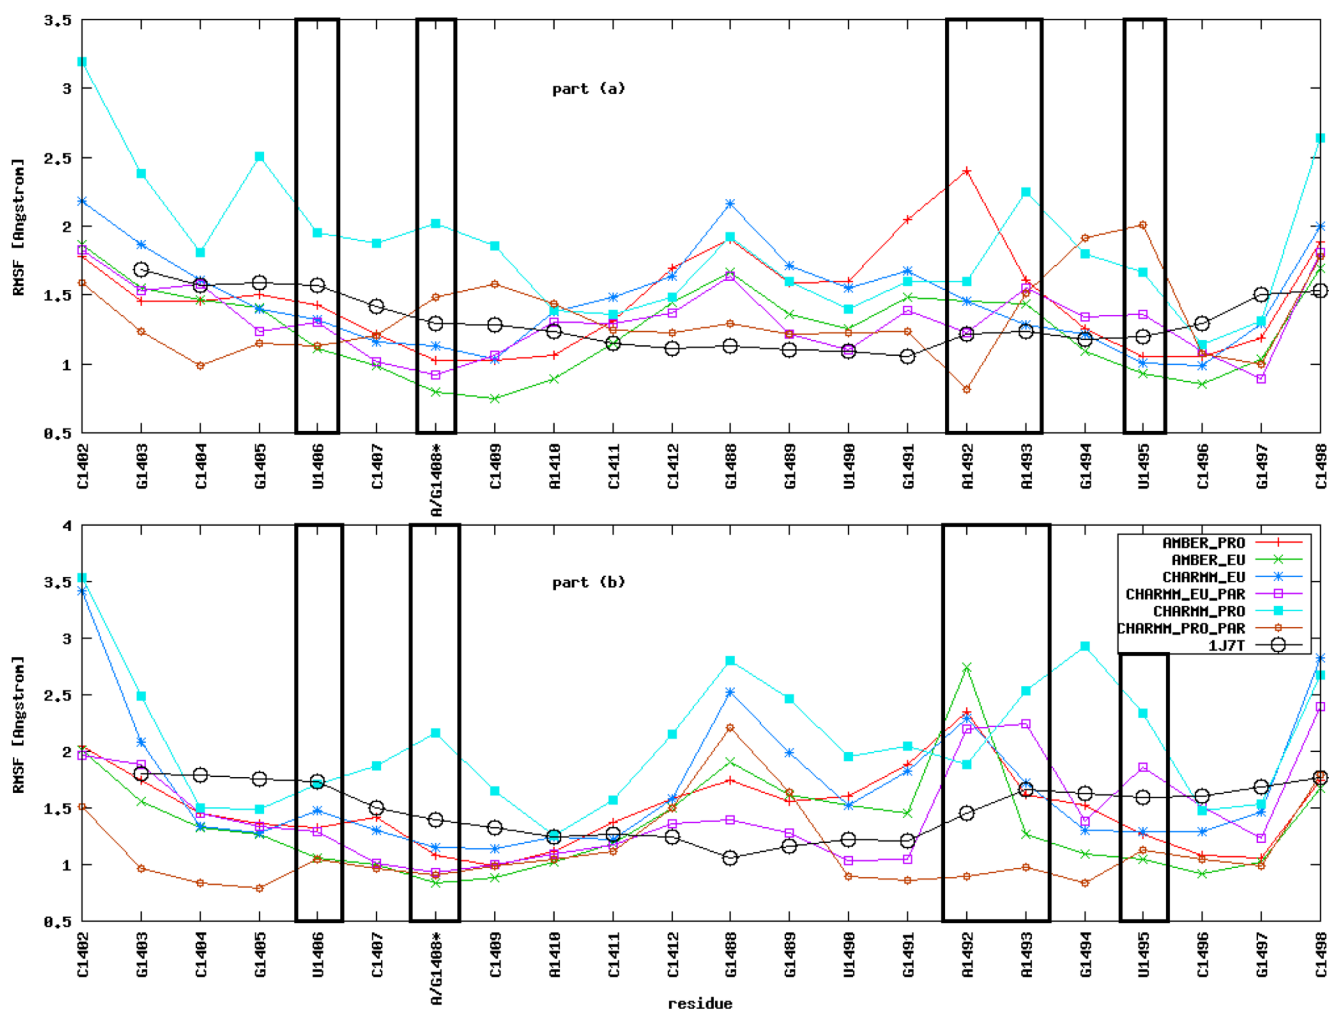 3.5
3
2.5
2
1.5
1
0.5
RMSF [Angstrom]
part (a)
C1402
G1403
C1404
G1405
U1406
C1407
A/G1408*
C1409
A1410
C1411
C1412
G1488
G1489
U1490
G1491
A1492
A1493
G1494
U1495
C1496
G1497
C1498
4
3.5
3
2.5
2
1.5
1
0.5
RMSF [Angstrom]
part (b)
AMBER_PRO
AMBER_EU
CHARMM_EU
CHARMM_EU_PAR
CHARMM_PRO
CHARMM_PRO_PAR
1J7T
C1402
G1403
C1404
G1405
U1406
C1407
A/G1408*
C1409
A1410
C1411
C1412
G1488
G1489
U1490
G1491
A1492
A1493
G1494
U1495
C1496
G1497
C1498
residue